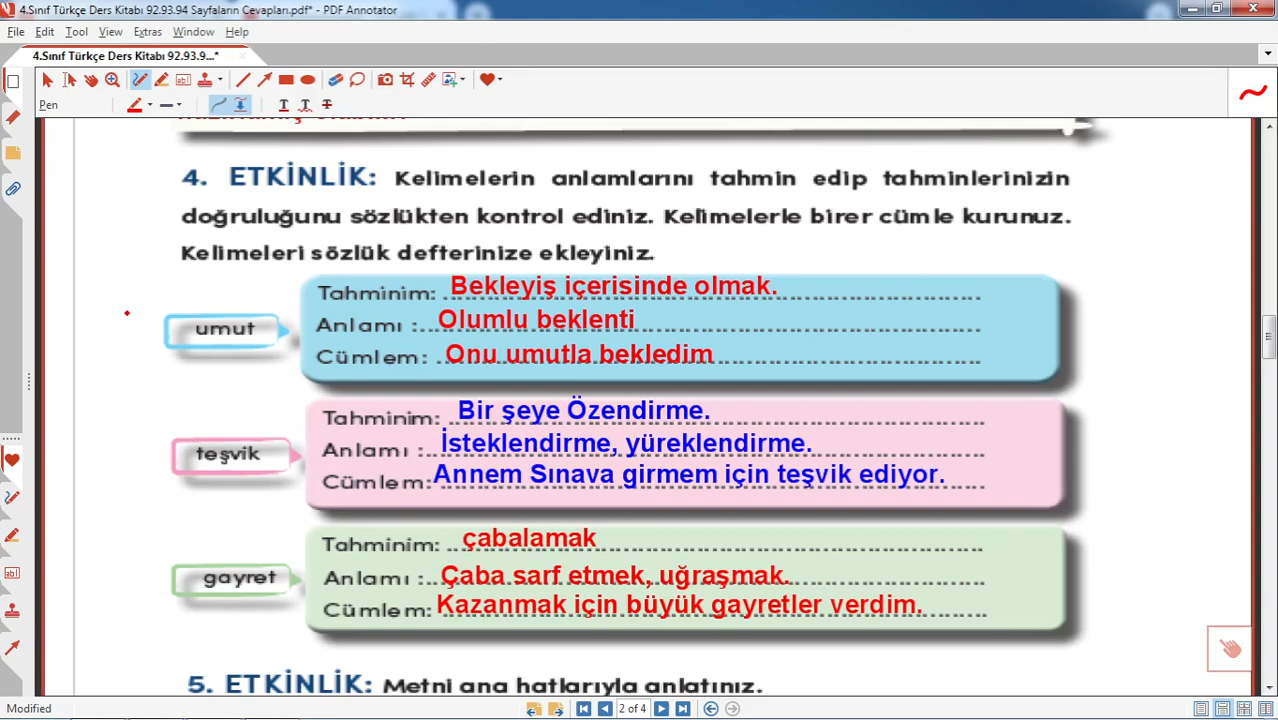 4.Sınıf Türkçe Ders Kitabı 92.93.94 Sayfaların Cevapları.pdf* - PDF Annotator
File Edit Tool View Extras Window Help
4.Sınıf Türkçe Ders Kitabı 92.93.9...*
Pen
4. ETKİNLİK: Kelimelerin anlamlarını tahmin edip tahminlerinizin
doğruluğunu sözlükten kontrol ediniz. Kelimelerle birer cümle kurunuz.
Kelimeleri sözlük defterinize ekleyiniz.
umut
Tahminim: Bekleyiş içerisinde olmak.
Anlamı : Olumlu beklenti
Cümlem: Onu umutla bekledim
teşvik
Tahminim: Bir şeye Özendirme.
Anlamı : İsteklendirme, yüreklendirme.
Cümlem: Annem Sınava girmem için teşvik ediyor.
gayret
Tahminim: çabalamak
Anlamı : Çaba sarf etmek, uğraşmak.
Cümlem: Kazanmak için büyük gayretler verdim.
5. ETKİNLİK: Metni ana hatlarıyla anlatınız.
Modified
2 of 4